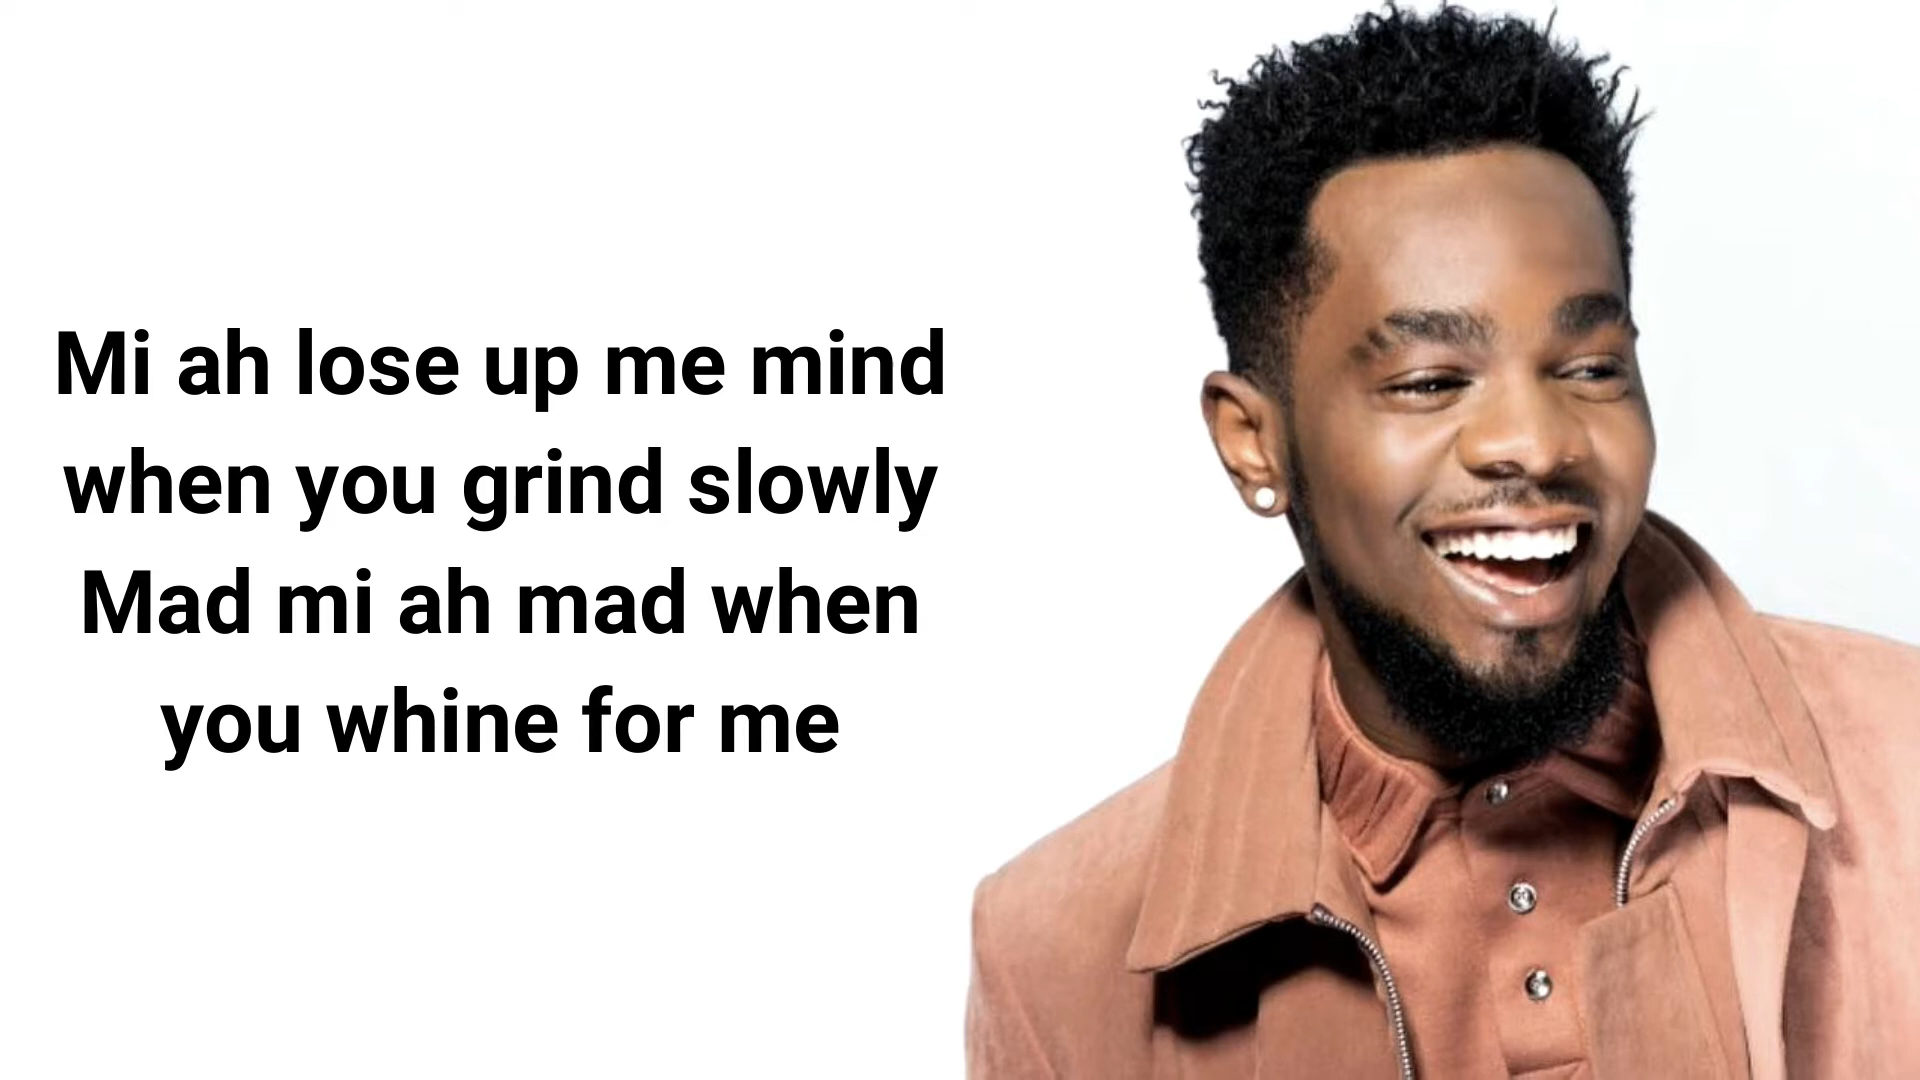 Mi ah lose up me mind
when you grind slowly
Mad mi ah mad when
you whine for me